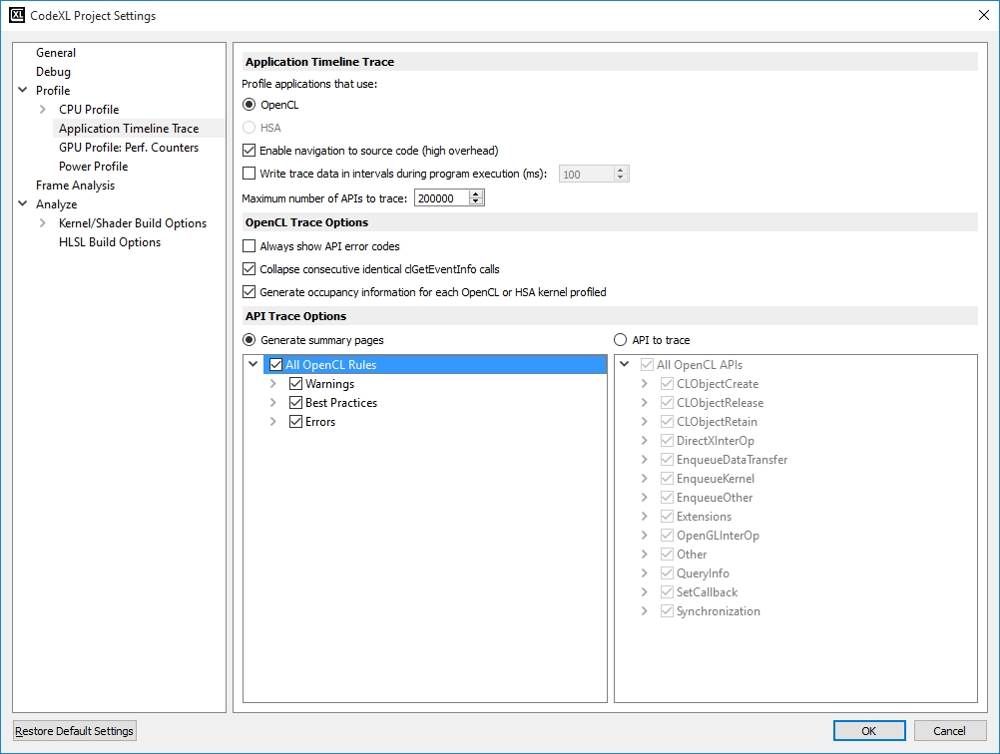 XL CodeXL Project Settings
General
Debug
Profile
CPU Profile
Application Timeline Trace
GPU Profile: Perf. Counters
Power Profile
Frame Analysis
Analyze
Kernel/Shader Build Options
HLSL Build Options
Application Timeline Trace
Profile applications that use:
OpenCL
HSA
Enable navigation to source code (high overhead)
Write trace data in intervals during program execution (ms): 100
Maximum number of APIs to trace: 200000
OpenCL Trace Options
Always show API error codes
Collapse consecutive identical clGetEventInfo calls
Generate occupancy information for each OpenCL or HSA kernel profiled
API Trace Options
Generate summary pages
All OpenCL Rules
Warnings
Best Practices
Errors
API to trace
All OpenCL APIs
CLObjectCreate
CLObjectRelease
CLObjectRetain
DirectXInterOp
EnqueueDataTransfer
EnqueueKernel
EnqueueOther
Extensions
OpenGLInterOp
Other
QueryInfo
SetCallback
Synchronization
Restore Default Settings
OK
Cancel